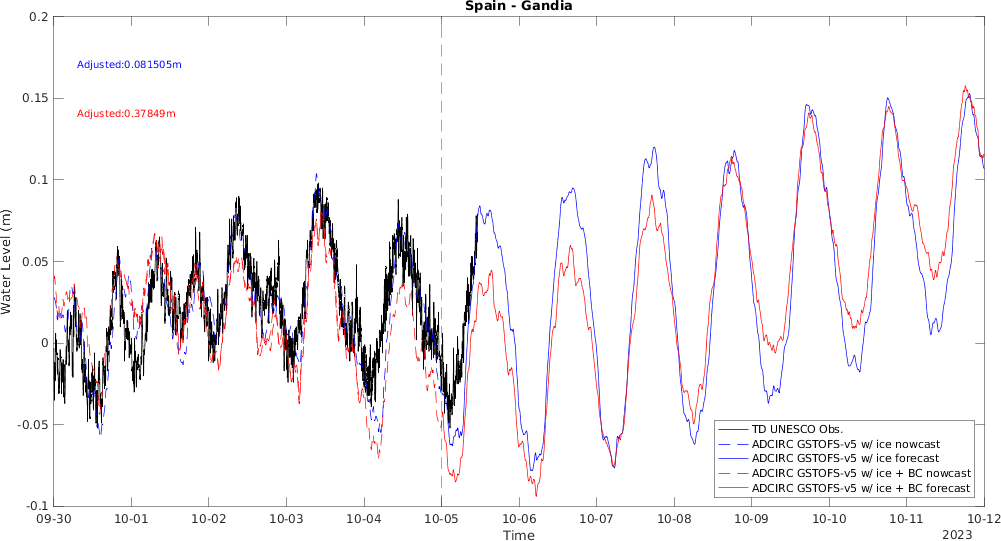 Spain - Gandia
Adjusted:0.081505m
Adjusted:0.37849m
Water Level (m)
0.2
0.15
0.1
0.05
0
-0.05
-0.1
TD UNESCO Obs.
ADCIRC GSTOFS-v5 w/ ice nowcast
ADCIRC GSTOFS-v5 w/ ice forecast
ADCIRC GSTOFS-v5 w/ ice + BC nowcast
ADCIRC GSTOFS-v5 w/ ice + BC forecast
09-30 10-01 10-02 10-03 10-04 10-05 10-06 10-07 10-08 10-09 10-10 10-11 10-12
Time
2023